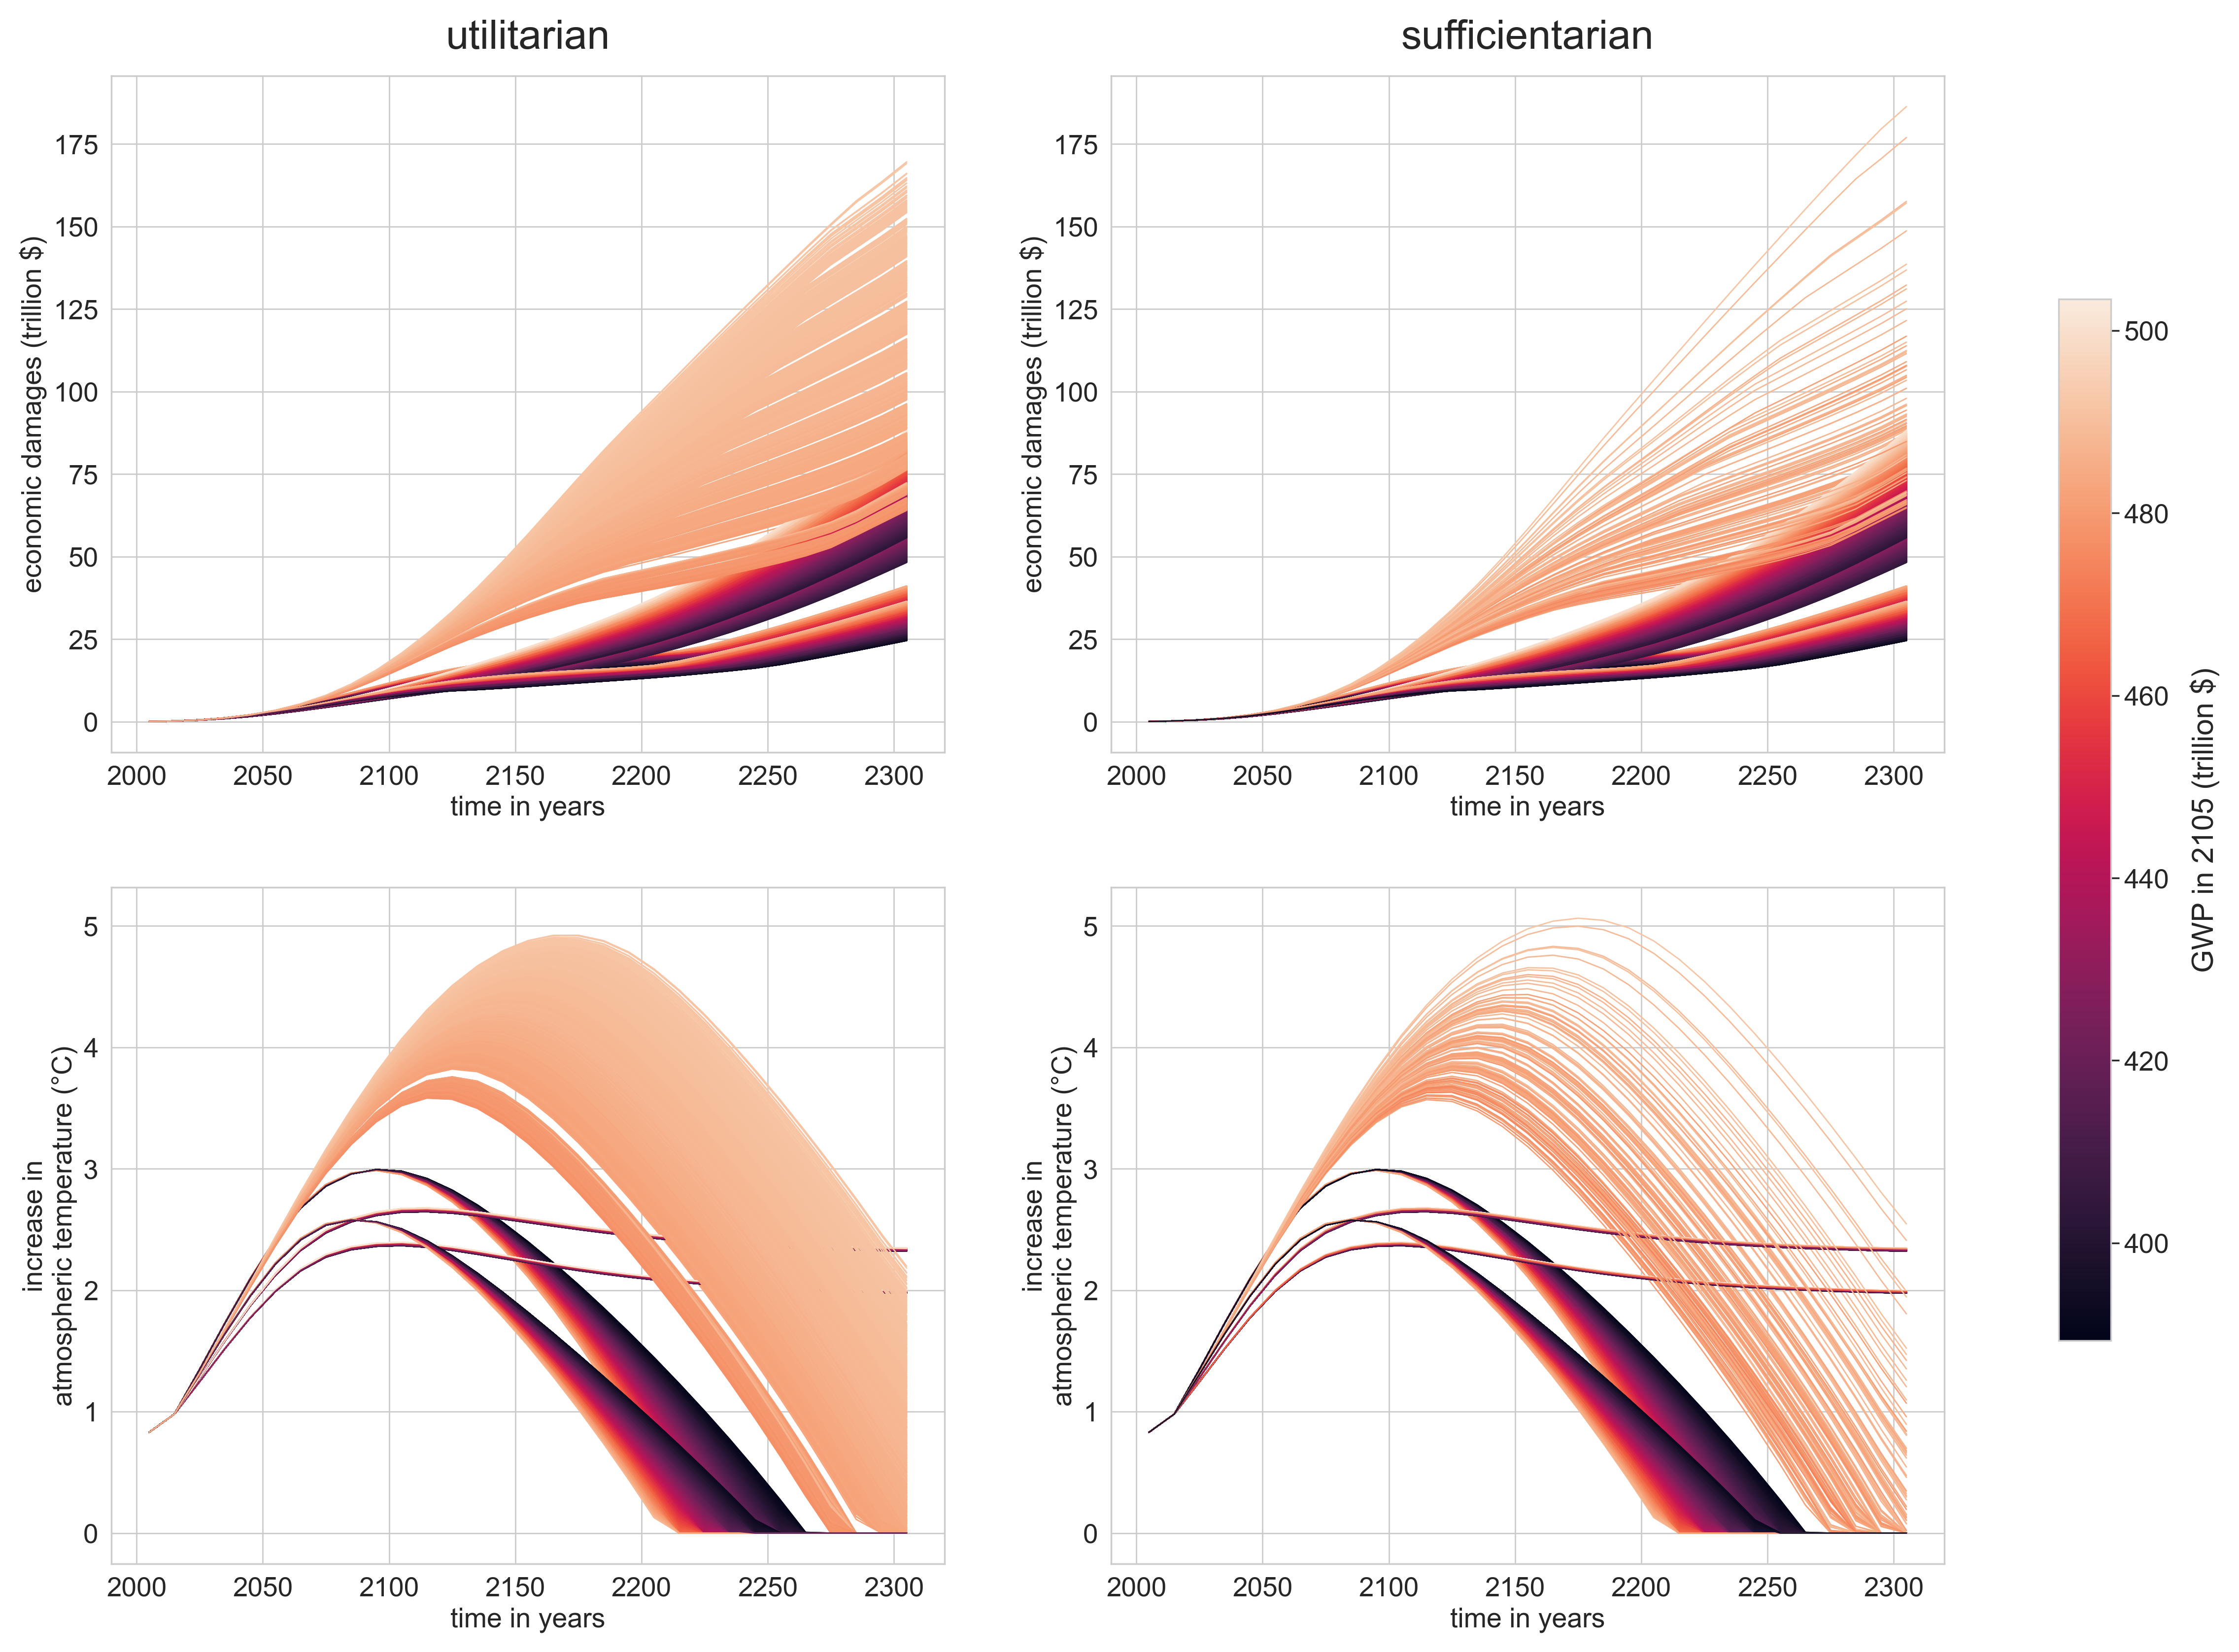 utilitarian
sufficientarian
economic damages (trillion $)
175
150
125
100
75
50
25
0
2000 2050 2100 2150 2200 2250 2300
time in years
economic damages (trillion $)
175
150
125
100
75
50
25
0
2000 2050 2100 2150 2200 2250 2300
time in years
increase in
atmospheric temperature (°C)
5
4
3
2
1
0
2000 2050 2100 2150 2200 2250 2300
time in years
increase in
atmospheric temperature (°C)
5
4
3
2
1
0
2000 2050 2100 2150 2200 2250 2300
time in years
500
480
460
440
420
400
GWP in 2105 (trillion $)